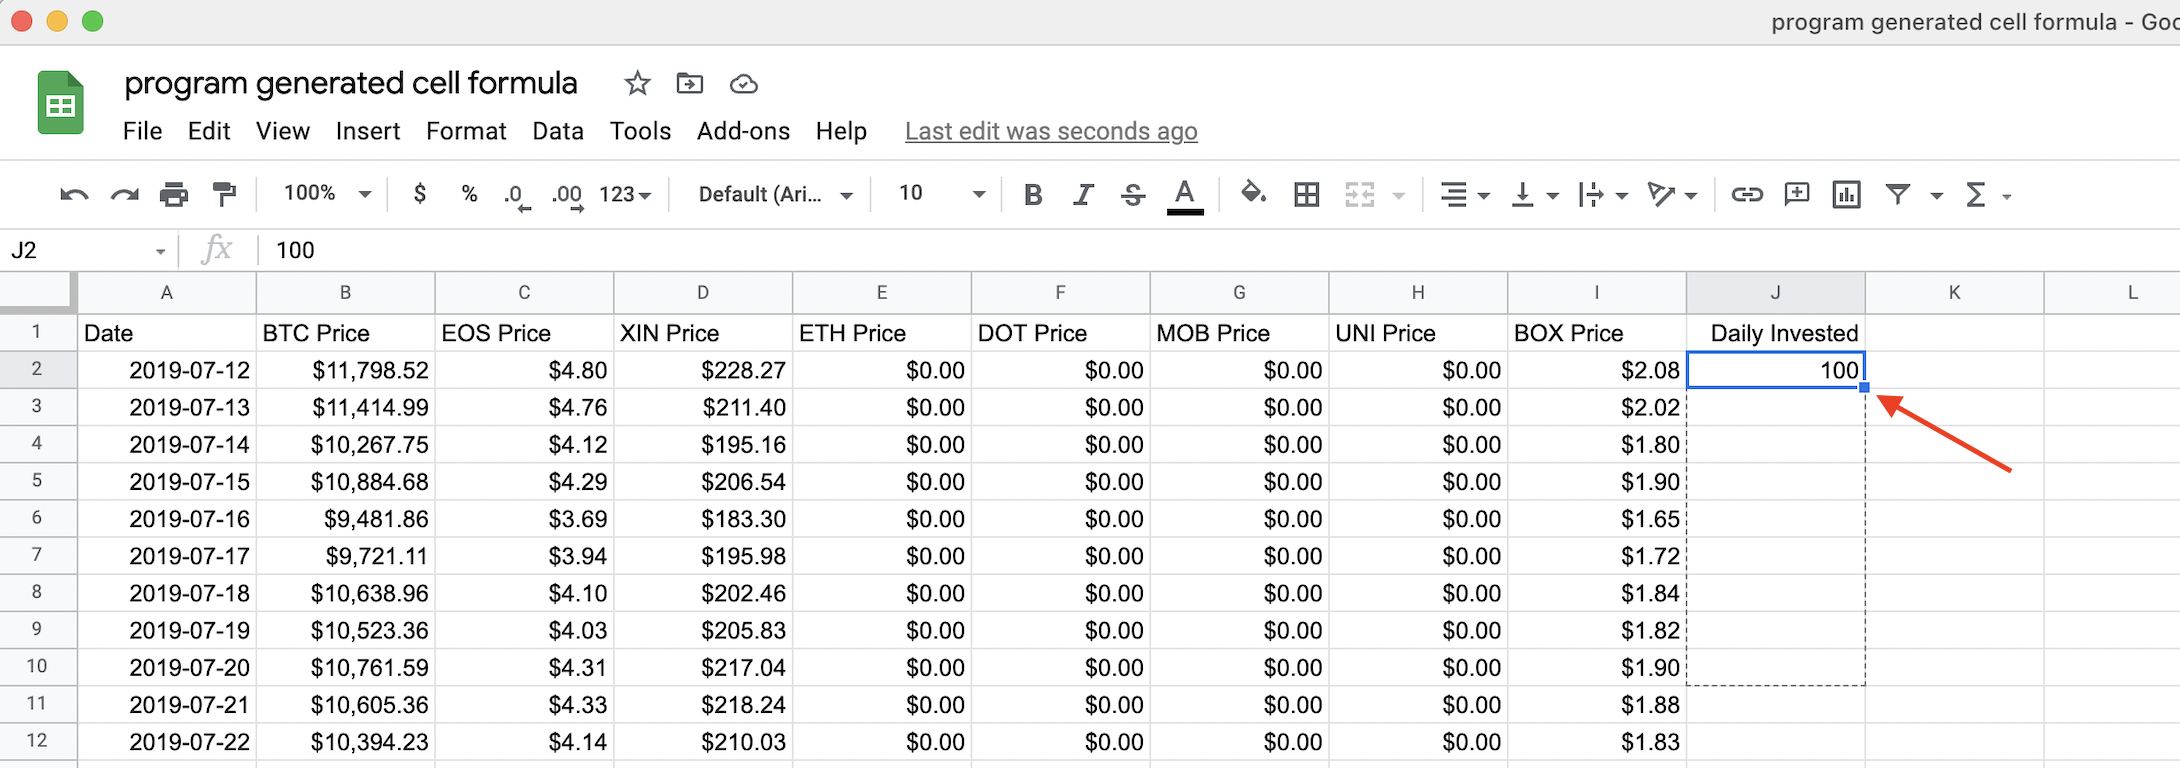 program generated cell formula - Goo
program generated cell formula
File Edit View Insert Format Data Tools Add-ons Help Last edit was seconds ago
100% $ % .0 .00 123 Default (Ari... 10 B I S A Σ
J2 fx 100
A B C D E F G H I J K L
1 Date BTC Price EOS Price XIN Price ETH Price DOT Price MOB Price UNI Price BOX Price Daily Invested
2 2019-07-12 $11,798.52 $4.80 $228.27 $0.00 $0.00 $0.00 $0.00 $2.08 100
3 2019-07-13 $11,414.99 $4.76 $211.40 $0.00 $0.00 $0.00 $0.00 $2.02
4 2019-07-14 $10,267.75 $4.12 $195.16 $0.00 $0.00 $0.00 $0.00 $1.80
5 2019-07-15 $10,884.68 $4.29 $206.54 $0.00 $0.00 $0.00 $0.00 $1.90
6 2019-07-16 $9,481.86 $3.69 $183.30 $0.00 $0.00 $0.00 $0.00 $1.65
7 2019-07-17 $9,721.11 $3.94 $195.98 $0.00 $0.00 $0.00 $0.00 $1.72
8 2019-07-18 $10,638.96 $4.10 $202.46 $0.00 $0.00 $0.00 $0.00 $1.84
9 2019-07-19 $10,523.36 $4.03 $205.83 $0.00 $0.00 $0.00 $0.00 $1.82
10 2019-07-20 $10,761.59 $4.31 $217.04 $0.00 $0.00 $0.00 $0.00 $1.90
11 2019-07-21 $10,605.36 $4.33 $218.24 $0.00 $0.00 $0.00 $0.00 $1.88
12 2019-07-22 $10,394.23 $4.14 $210.03 $0.00 $0.00 $0.00 $0.00 $1.83